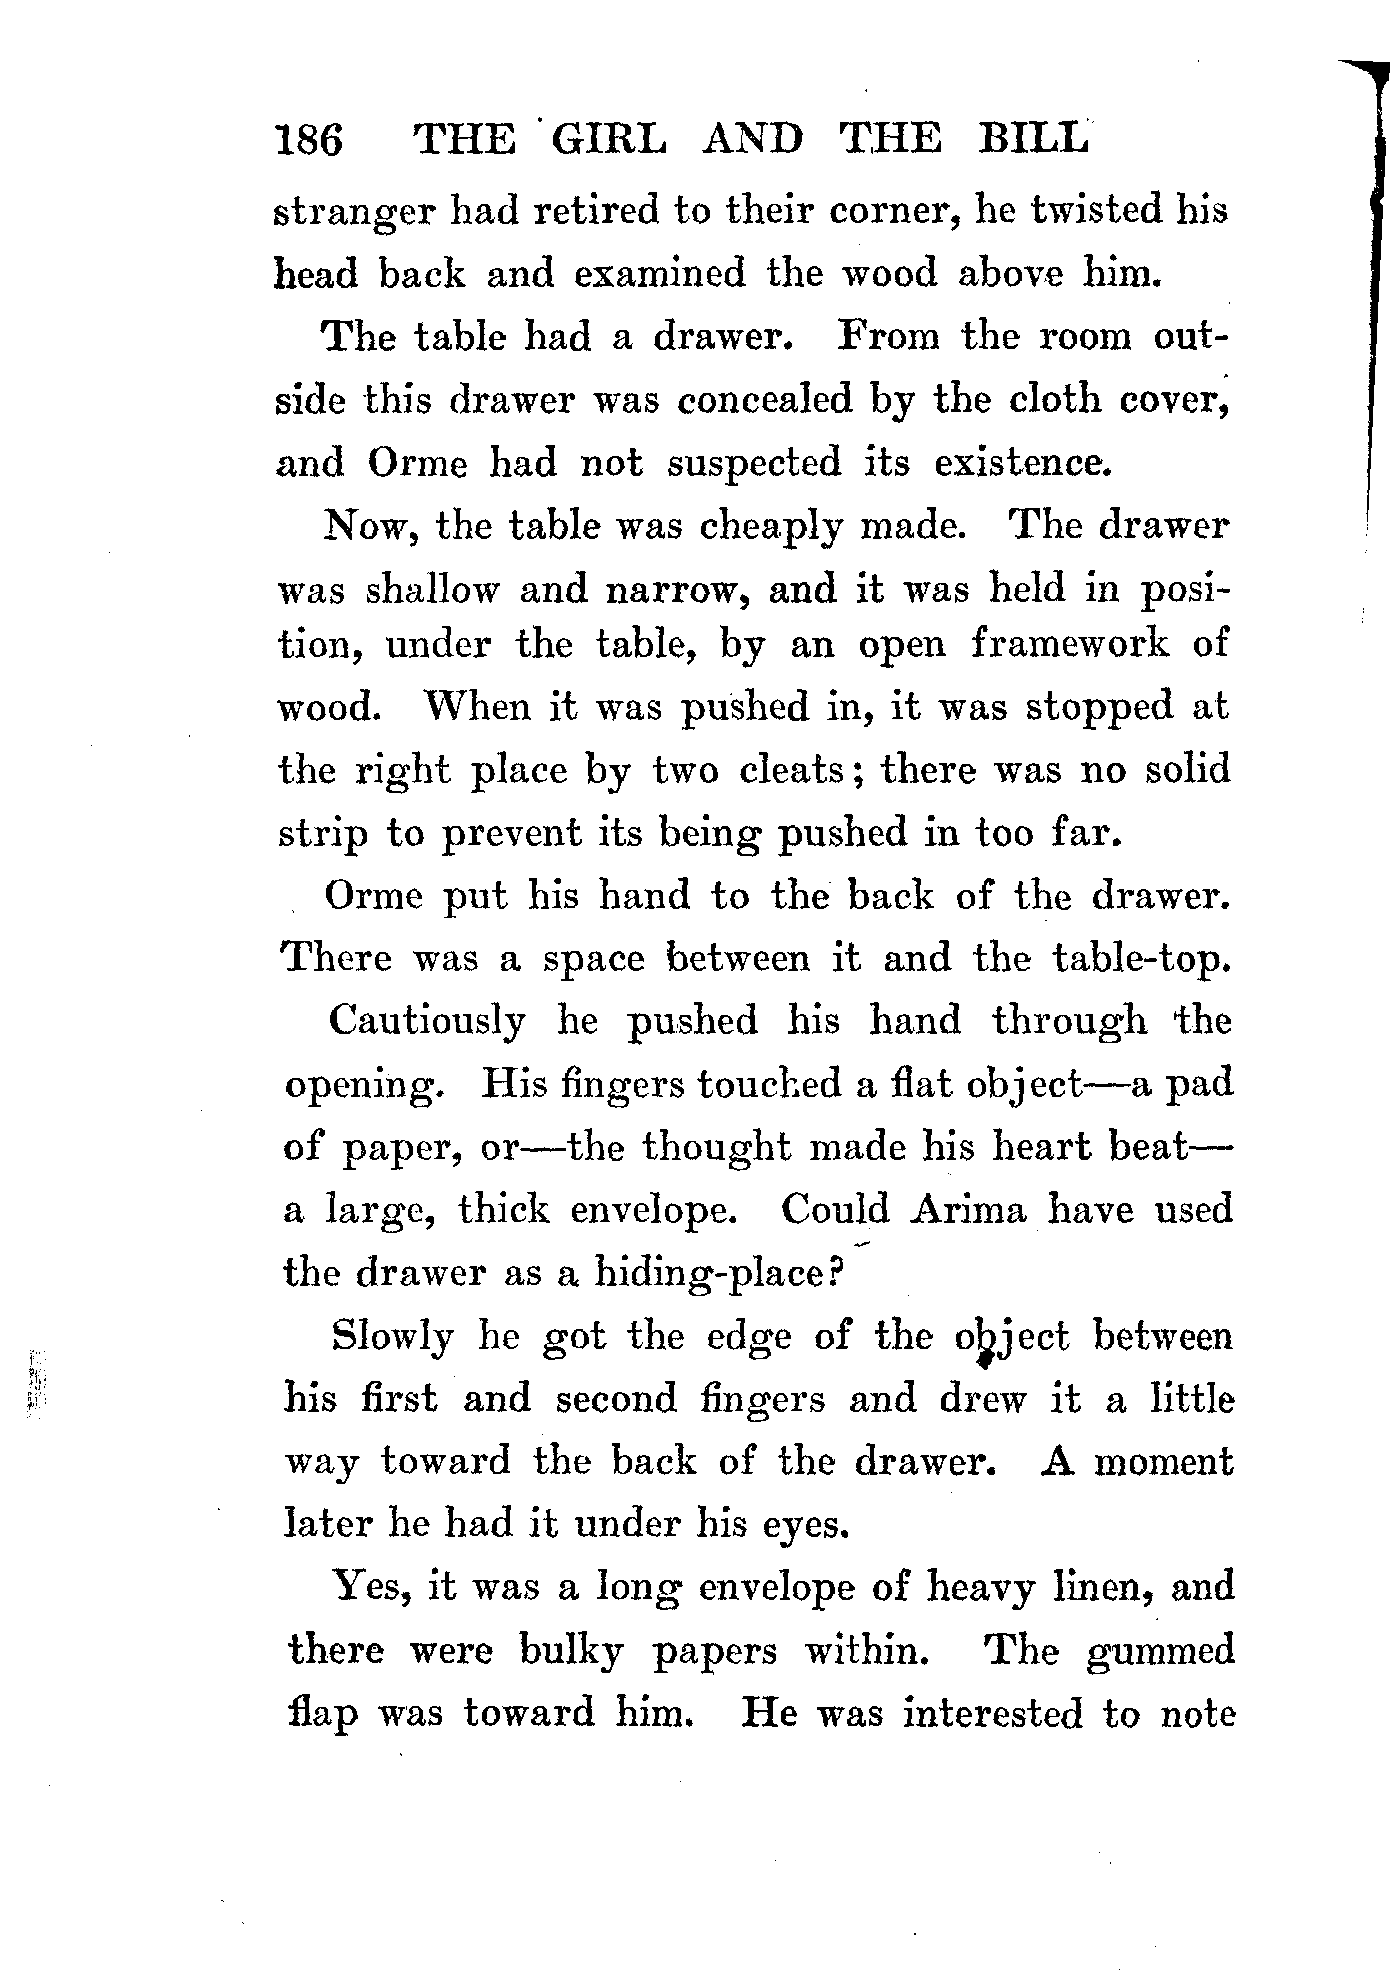 186 THE GIRL AND THE BILL
stranger had retired to their corner, he twisted his
head back and examined the wood above him.
The table had a drawer. From the room out-
side this drawer was concealed by the cloth cover,
and Orme had not suspected its existence.
Now, the table was cheaply made. The drawer
was shallow and narrow, and it was held in posi-
tion, under the table, by an open framework of
wood. When it was pushed in, it was stopped at
the right place by two cleats; there was no solid
strip to prevent its being pushed in too far.
Orme put his hand to the back of the drawer.
There was a space between it and the table-top.
Cautiously he pushed his hand through the
opening. His fingers touched a flat object—a pad
of paper, or—the thought made his heart beat—
a large, thick envelope. Could Arima have used
the drawer as a hiding-place?
Slowly he got the edge of the object between
his first and second fingers and drew it a little
way toward the back of the drawer. A moment
later he had it under his eyes.
Yes, it was a long envelope of heavy linen, and
there were bulky papers within. The gummed
flap was toward him. He was interested to note